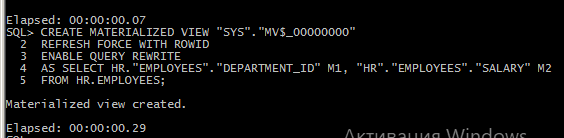 Elapsed: 00:00:00.07
SQL> CREATE MATERIALIZED VIEW "SYS"."MV$_00000000"
2 REFRESH FORCE WITH ROWID
3 ENABLE QUERY REWRITE
4 AS SELECT HR."EMPLOYEES"."DEPARTMENT_ID" M1, "HR"."EMPLOYEES"."SALARY" M2
5 FROM HR.EMPLOYEES;
Materialized view created.
Elapsed: 00:00:00.29
Активация Windows